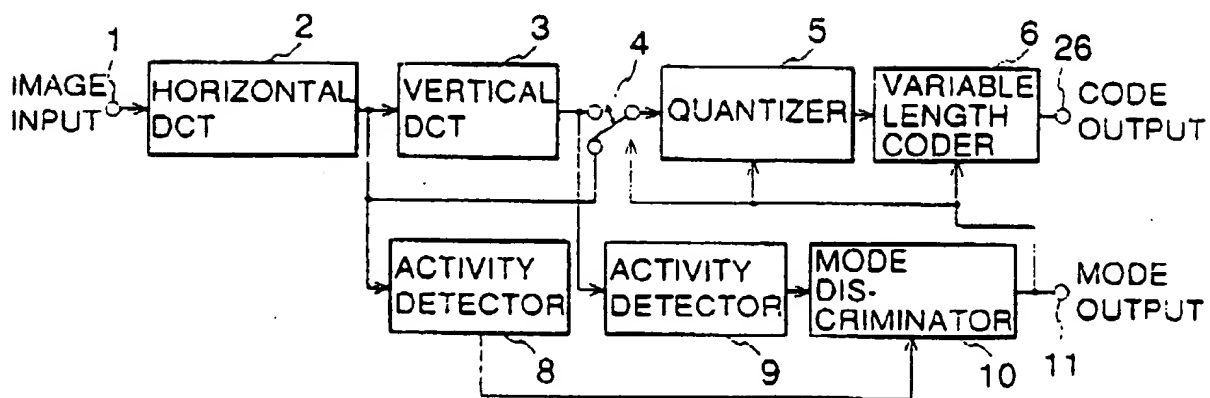 1
2
3
4
5
6
26
IMAGE
INPUT
HORIZONTAL
DCT
VERTICAL
DCT
QUANTIZER
VARIABLE
LENGTH
CODER
CODE
OUTPUT
ACTIVITY
DETECTOR
ACTIVITY
DETECTOR
MODE
DIS-
CRIMINATOR
MODE
OUTPUT
8
9
10
11